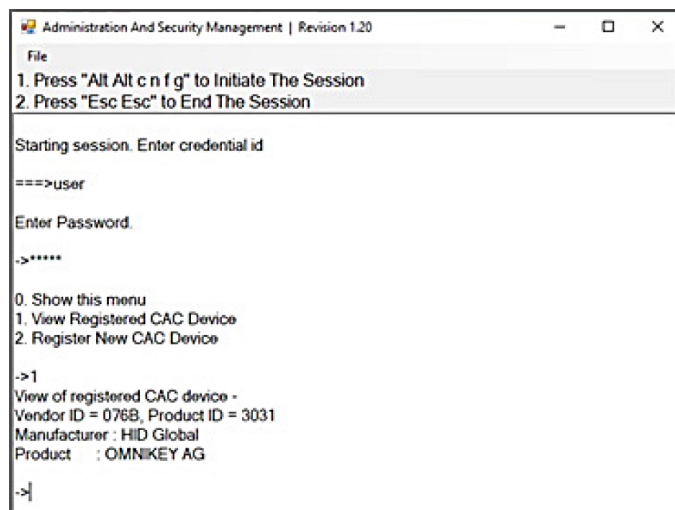 Administration And Security Management | Revision 1.20
File
1. Press "Alt Alt c n f g" to Initiate The Session
2. Press "Esc Esc" to End The Session
Starting session. Enter credential id
===>user
Enter Password.
->*****
0. Show this menu
1. View Registered CAC Device
2. Register New CAC Device
->1
View of registered CAC device -
Vendor ID = 076B, Product ID = 3031
Manufacturer : HID Global
Product : OMNIKEY AG
->